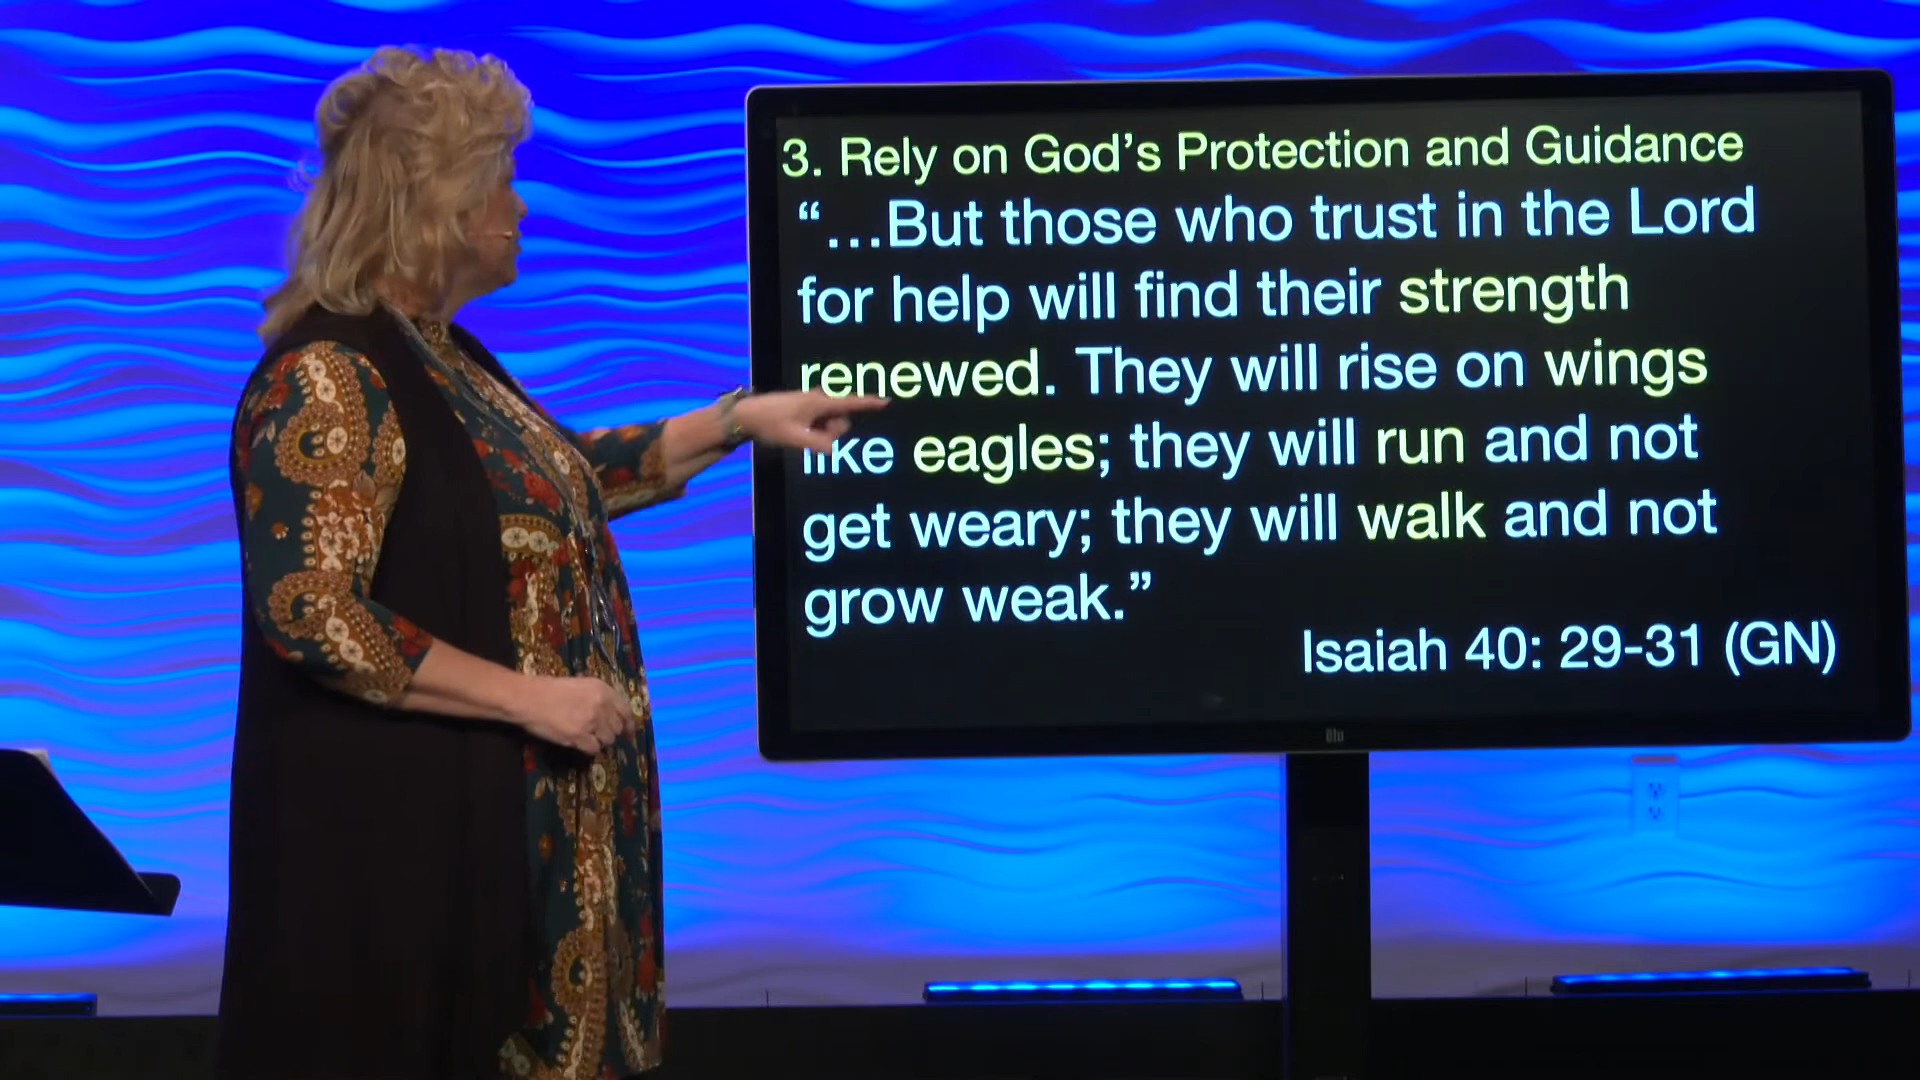 3. Rely on God's Protection and Guidance
“...But those who trust in the Lord
for help will find their strength
renewed. They will rise on wings
like eagles; they will run and not
get weary; they will walk and not
grow weak.”
Isaiah 40: 29-31 (GN)
elo